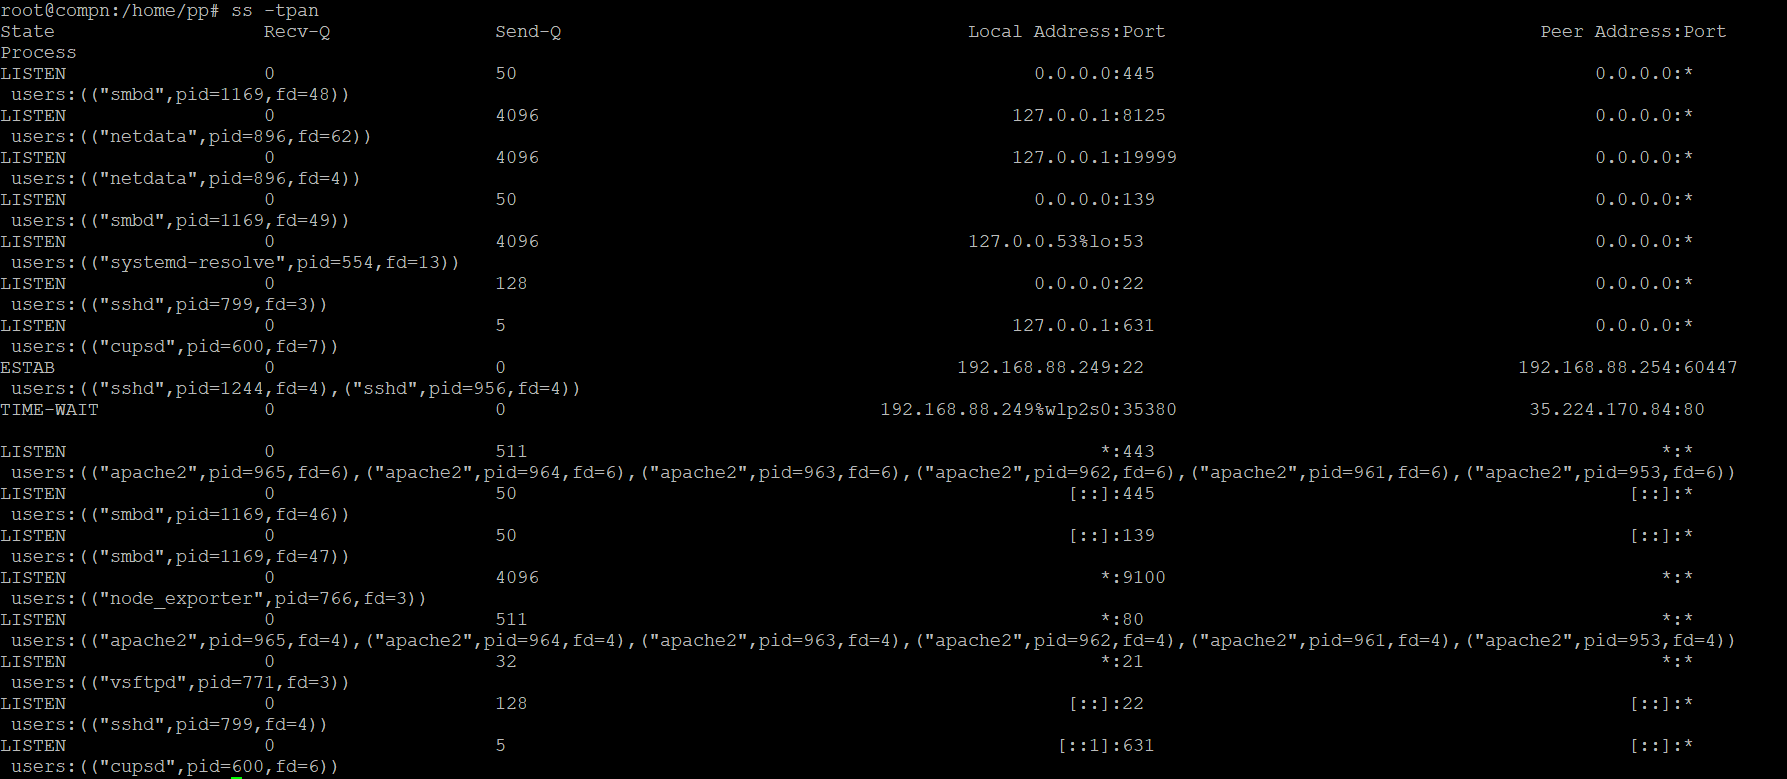 root@compn:/home/pp# ss -tpan
State Recv-Q Send-Q Local Address:Port Peer Address:Port
Process
LISTEN 0 50 0.0.0.0:445 0.0.0.0:*
users:(("smbd",pid=1169,fd=48))
LISTEN 0 4096 127.0.0.1:8125 0.0.0.0:*
users:(("netdata",pid=896,fd=62))
LISTEN 0 4096 127.0.0.1:19999 0.0.0.0:*
users:(("netdata",pid=896,fd=4))
LISTEN 0 50 0.0.0.0:139 0.0.0.0:*
users:(("smbd",pid=1169,fd=49))
LISTEN 0 4096 127.0.0.53%lo:53 0.0.0.0:*
users:(("systemd-resolve",pid=554,fd=13))
LISTEN 0 128 0.0.0.0:22 0.0.0.0:*
users:(("sshd",pid=799,fd=3))
LISTEN 0 5 127.0.0.1:631 0.0.0.0:*
users:(("cupsd",pid=600,fd=7))
ESTAB 0 0 192.168.88.249:22 192.168.88.254:60447
users:(("sshd",pid=1244,fd=4),("sshd",pid=956,fd=4))
TIME-WAIT 0 0 192.168.88.249%wlp2s0:35380 35.224.170.84:80
LISTEN 0 511 *:443 *:*
users:(("apache2",pid=965,fd=6),("apache2",pid=964,fd=6),("apache2",pid=963,fd=6),("apache2",pid=962,fd=6),("apache2",pid=961,fd=6),("apache2",pid=953,fd=6))
LISTEN 0 50 [::]:445 [::]:*
users:(("smbd",pid=1169,fd=46))
LISTEN 0 50 [::]:139 [::]:*
users:(("smbd",pid=1169,fd=47))
LISTEN 0 4096 *:9100 *:*
users:(("node_exporter",pid=766,fd=3))
LISTEN 0 511 *:80 *:*
users:(("apache2",pid=965,fd=4),("apache2",pid=964,fd=4),("apache2",pid=963,fd=4),("apache2",pid=962,fd=4),("apache2",pid=961,fd=4),("apache2",pid=953,fd=4))
LISTEN 0 32 *:21 *:*
users:(("vsftpd",pid=771,fd=3))
LISTEN 0 128 [::]:22 [::]:*
users:(("sshd",pid=799,fd=4))
LISTEN 0 5 [::1]:631 [::]:*
users:(("cupsd",pid=600,fd=6))